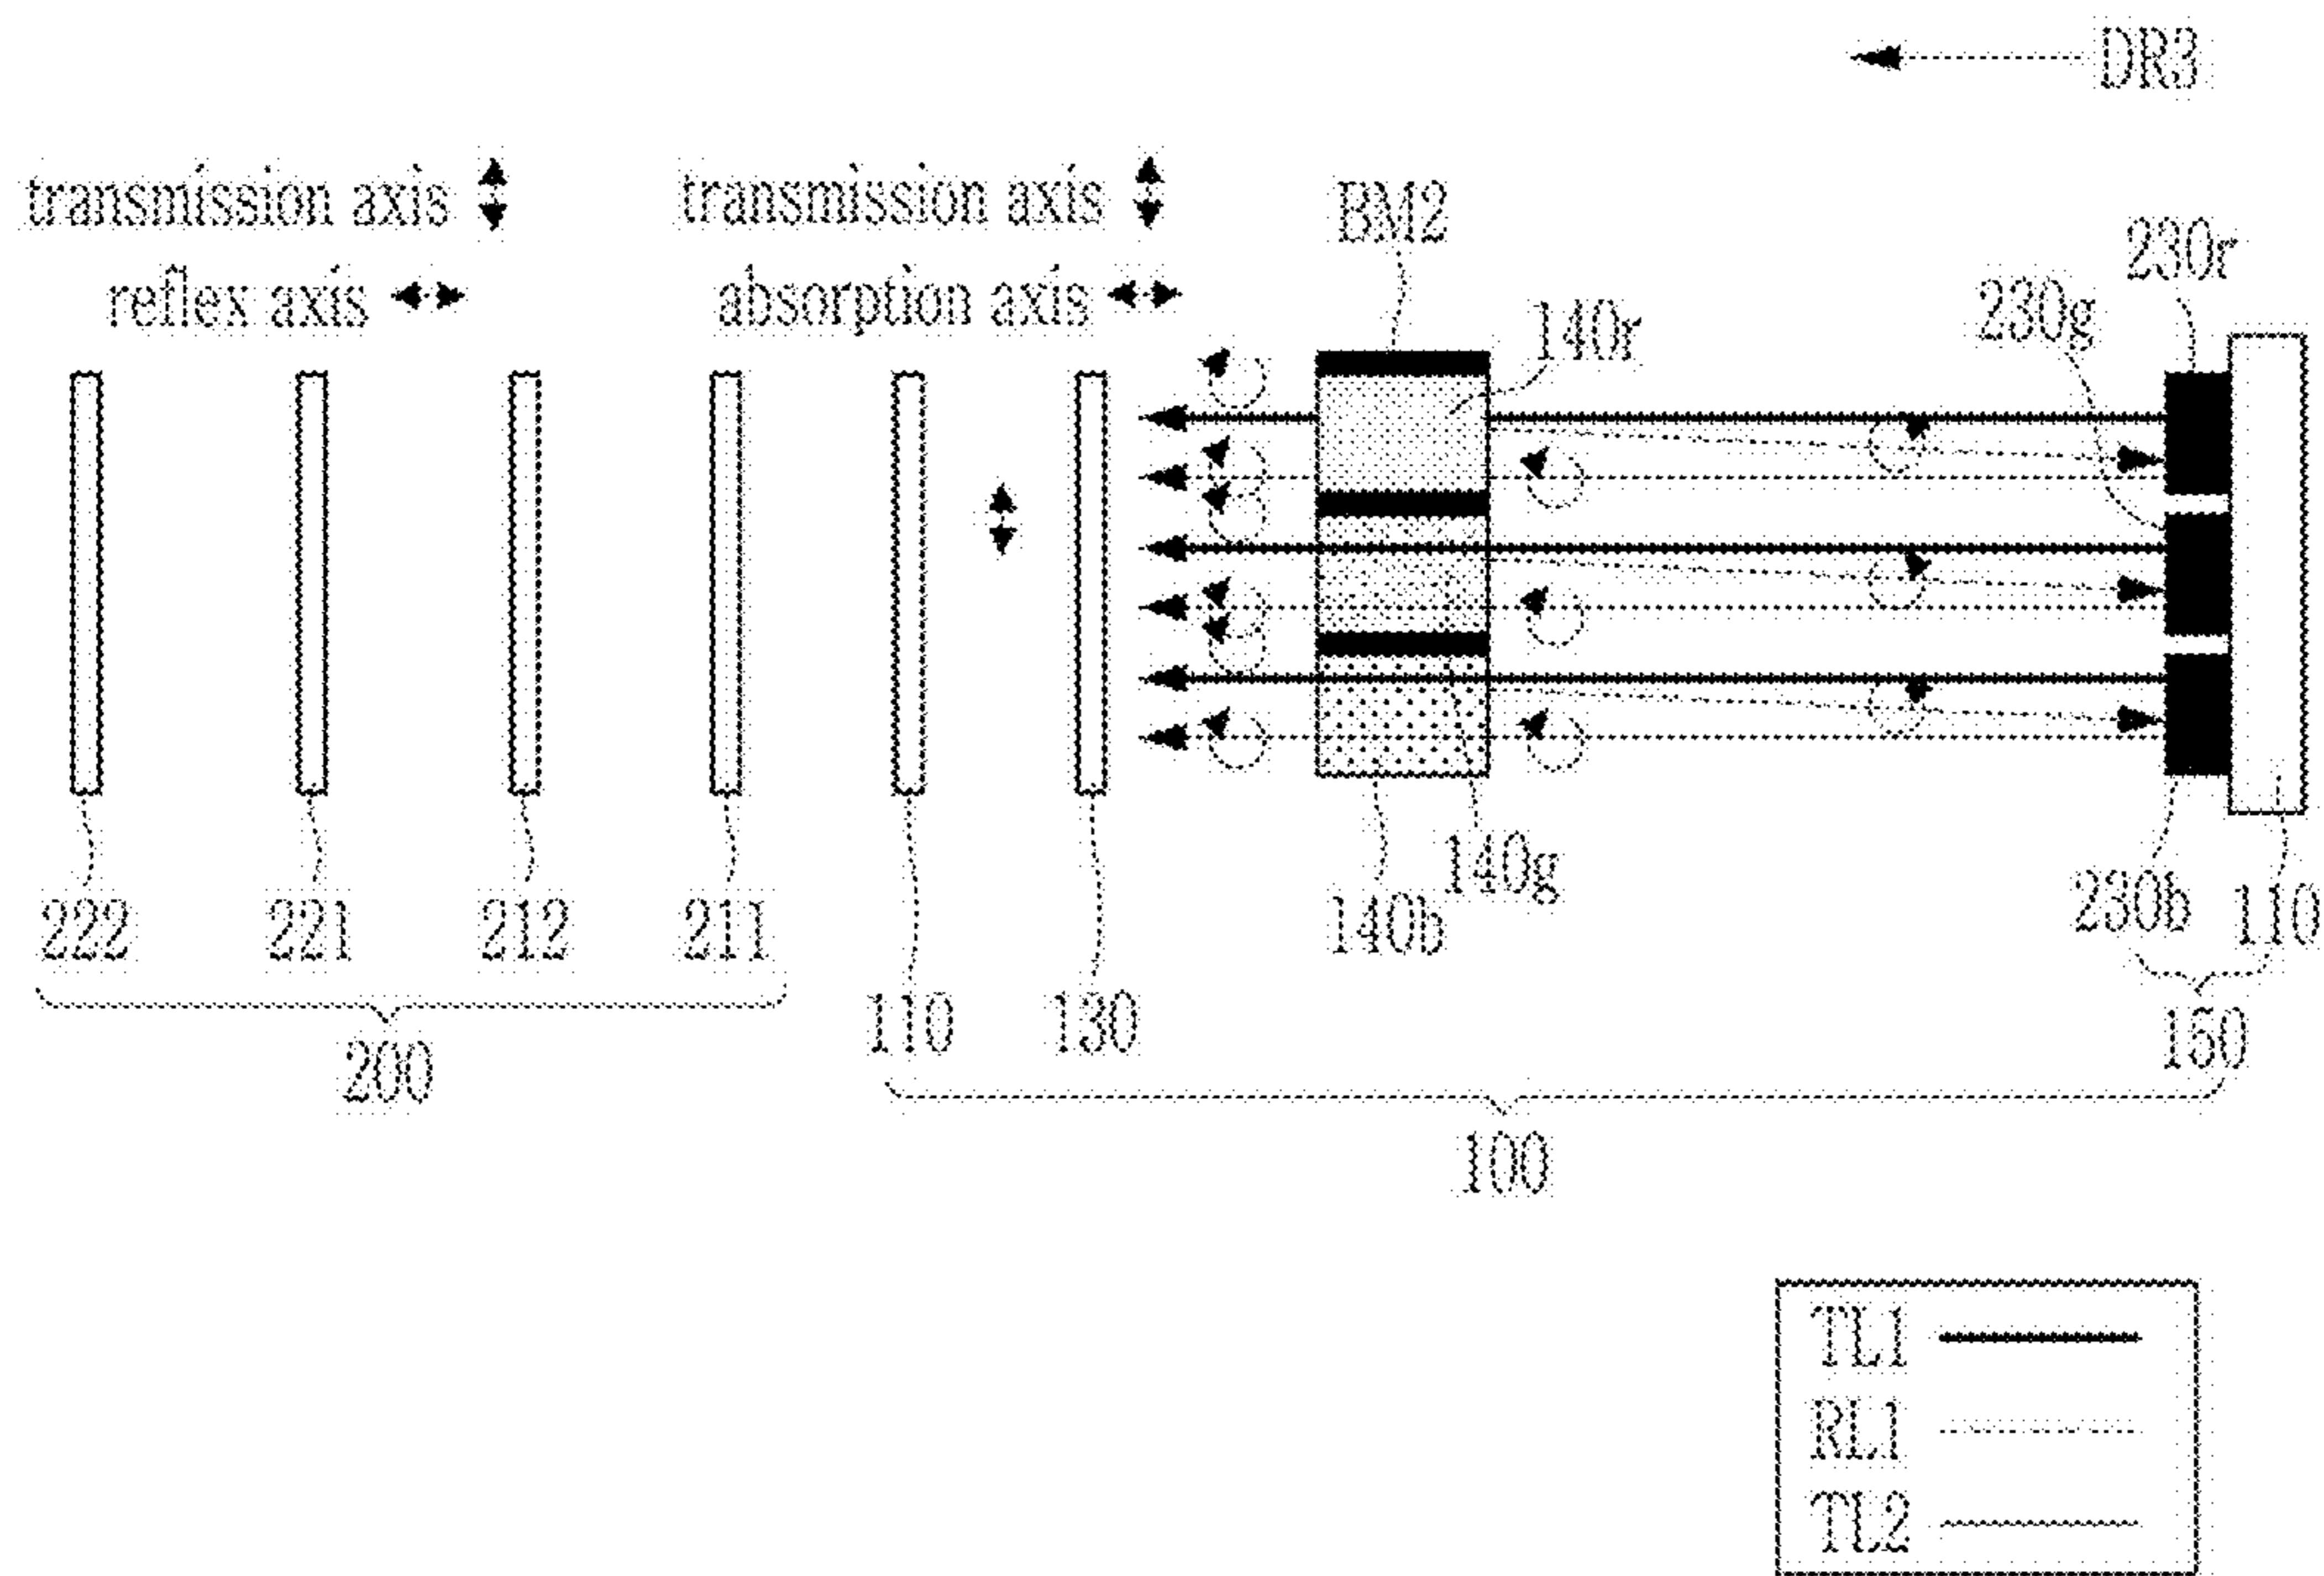 DR3
transmission axis
transmission axis
BM2
230r
reflex axis
absorption axis
140r
230g
222
221
212
211
140b
140g
230b
110
110
130
150
200
100
TL1
RL1
TL2